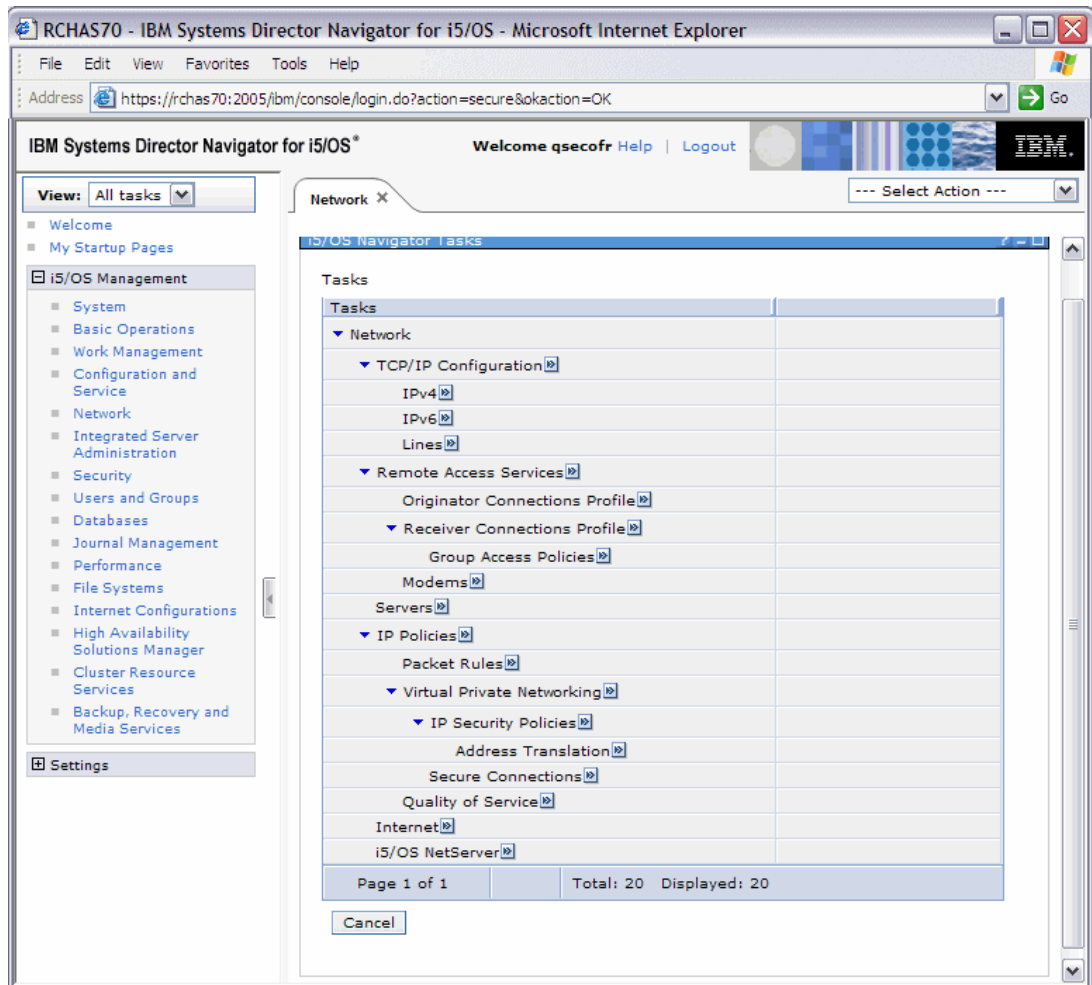 RCHAS70 - IBM Systems Director Navigator for i5/OS - Microsoft Internet Explorer
File Edit View Favorites Tools Help
Address https://rchas70:2005/ibm/console/login.do?action=secure&okaction=OK Go
IBM Systems Director Navigator for i5/OS® Welcome qsecofr Help | Logout IBM.
View: All tasks
Network X
--- Select Action ---
Welcome
My Startup Pages
i5/OS Management
System
Basic Operations
Work Management
Configuration and
Service
Network
Integrated Server
Administration
Security
Users and Groups
Databases
Journal Management
Performance
File Systems
Internet Configurations
High Availability
Solutions Manager
Cluster Resource
Services
Backup, Recovery and
Media Services
Settings
i5/OS Navigator Tasks ?
Tasks
Tasks
Network
TCP/IP Configuration
IPv4
IPv6
Lines
Remote Access Services
Originator Connections Profile
Receiver Connections Profile
Group Access Policies
Modems
Servers
IP Policies
Packet Rules
Virtual Private Networking
IP Security Policies
Address Translation
Secure Connections
Quality of Service
Internet
i5/OS NetServer
Page 1 of 1 Total: 20 Displayed: 20
Cancel